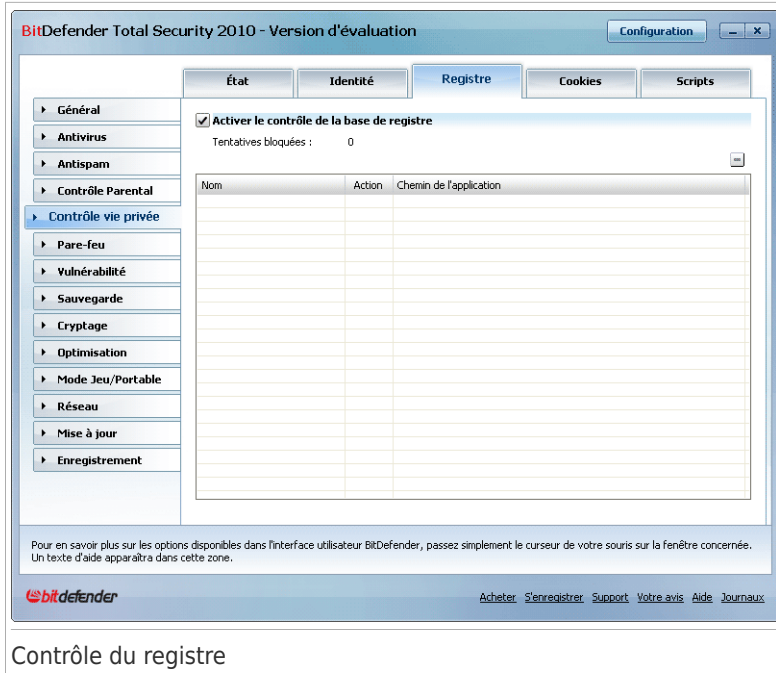 BitDefender Total Security 2010 - Version d'évaluation
Configuration
État
Identité
Registre
Cookies
Scripts
Général
Antivirus
Antispam
Contrôle Parental
Contrôle vie privée
Pare-feu
Vulnérabilité
Sauvegarde
Cryptage
Optimisation
Mode Jeu/Portable
Réseau
Mise à jour
Enregistrement
Activer le contrôle de la base de registre
Tentatives bloquées : 0
Nom Action Chemin de l'application
Pour en savoir plus sur les options disponibles dans l'interface utilisateur BitDefender, passez simplement le curseur de votre souris sur la fenêtre concernée.
Un texte d'aide apparaîtra dans cette zone.
bitdefender
Acheter S'enregistrer Support Votre avis Aide Journaux
Contrôle du registre